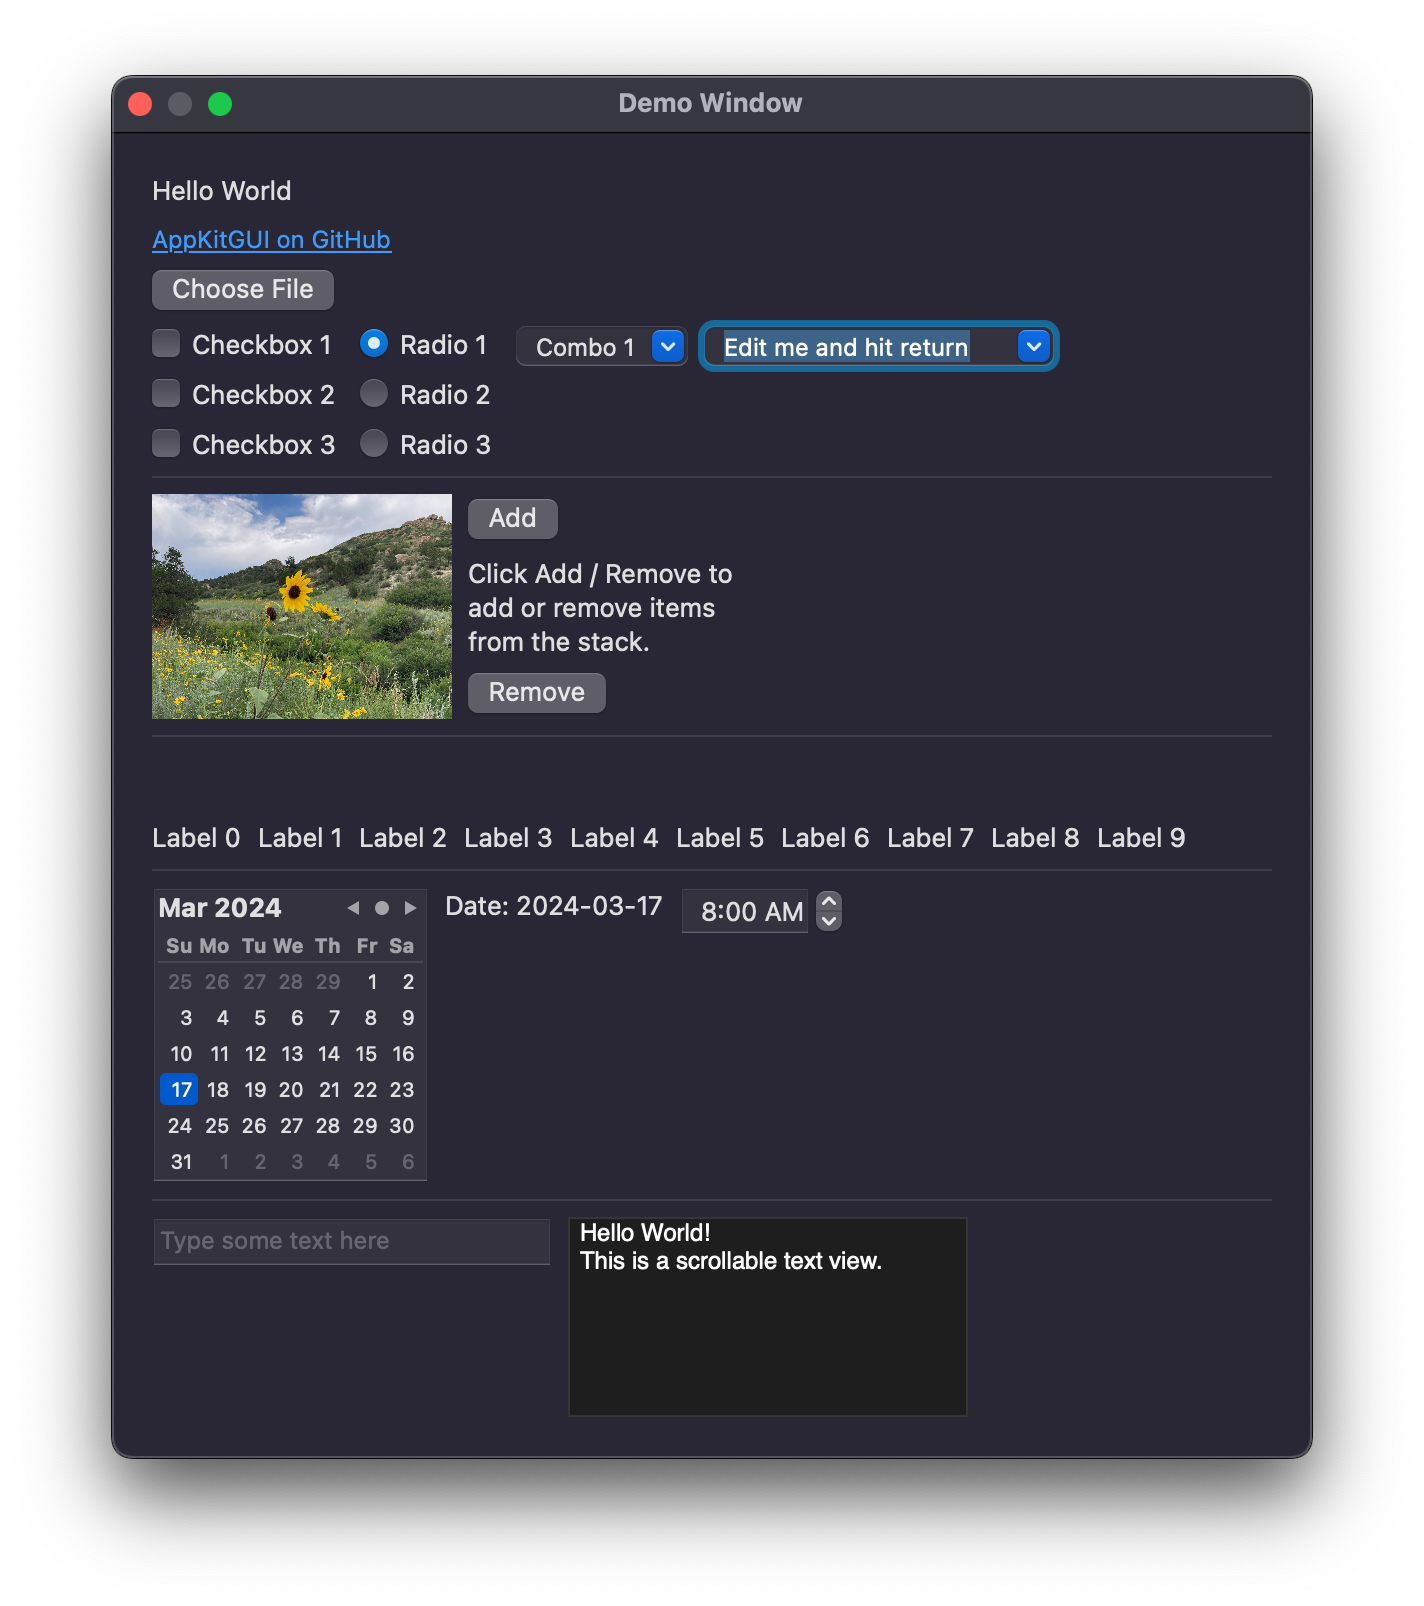 Demo Window
Hello World
AppKitGUI on GitHub
Choose File
Checkbox 1 Radio 1 Combo 1 Edit me and hit return
Checkbox 2 Radio 2
Checkbox 3 Radio 3
Add
Click Add / Remove to
add or remove items
from the stack.
Remove
Label 0 Label 1 Label 2 Label 3 Label 4 Label 5 Label 6 Label 7 Label 8 Label 9
Mar 2024 Date: 2024-03-17 8:00 AM
Su Mo Tu We Th Fr Sa
25 26 27 28 29 1 2
3 4 5 6 7 8 9
10 11 12 13 14 15 16
17 18 19 20 21 22 23
24 25 26 27 28 29 30
31 1 2 3 4 5 6
Type some text here
Hello World!
This is a scrollable text view.